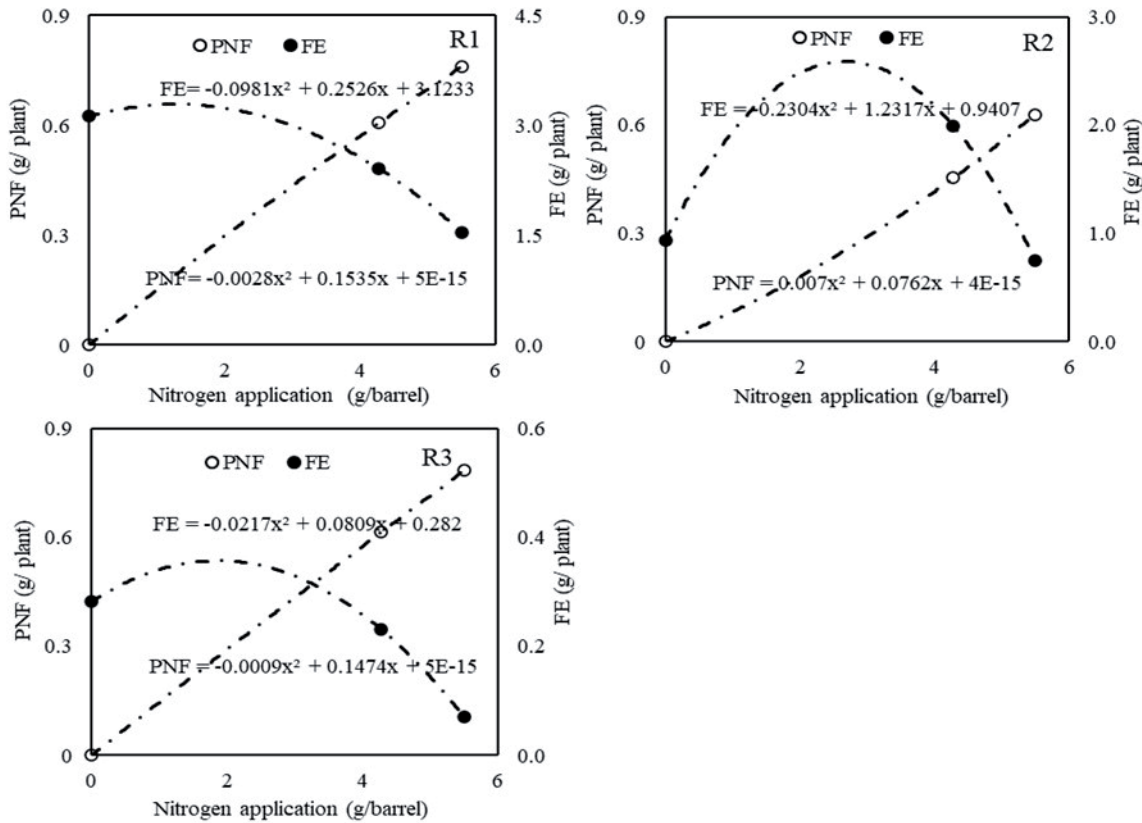 R1
PNF FE
FE= -0.0981x² + 0.2526x + 3.1233
PNF= -0.0028x² + 0.1535x + 5E-15
PNF (g/ plant)
0.9
0.6
0.3
0
FE (g/ plant)
4.5
3.0
1.5
0.0
0 2 4 6
Nitrogen application (g/barrel)
R2
PNF FE
FE = -0.2304x² + 1.2317x + 0.9407
PNF = 0.007x² + 0.0762x + 4E-15
PNF (g/ plant)
0.9
0.6
0.3
0
FE (g/ plant)
3.0
2.0
1.0
0.0
0 2 4 6
Nitrogen application (g/barrel)
R3
PNF FE
FE = -0.0217x² + 0.0809x + 0.282
PNF = -0.0009x² + 0.1474x + 5E-15
PNF (g/ plant)
0.9
0.6
0.3
0
FE (g/ plant)
0.6
0.4
0.2
0.0
0 2 4 6
Nitrogen application (g/barrel)